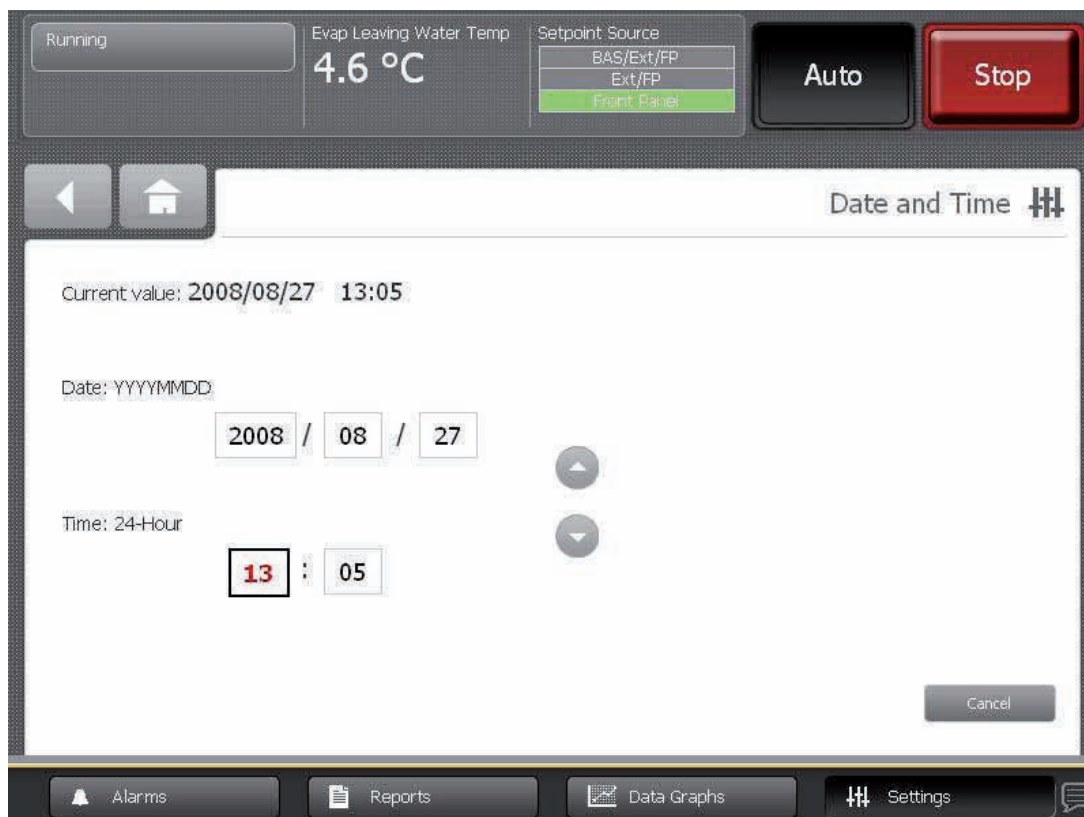 Running
Evap Leaving Water Temp
4.6 °C
Setpoint Source
BAS/Ext/FP
Ext/FP
Front Panel
Auto
Stop
Date and Time
Current value: 2008/08/27 13:05
Date: YYYYMMDD
2008 / 08 / 27
Time: 24-Hour
13 : 05
Cancel
Alarms
Reports
Data Graphs
Settings